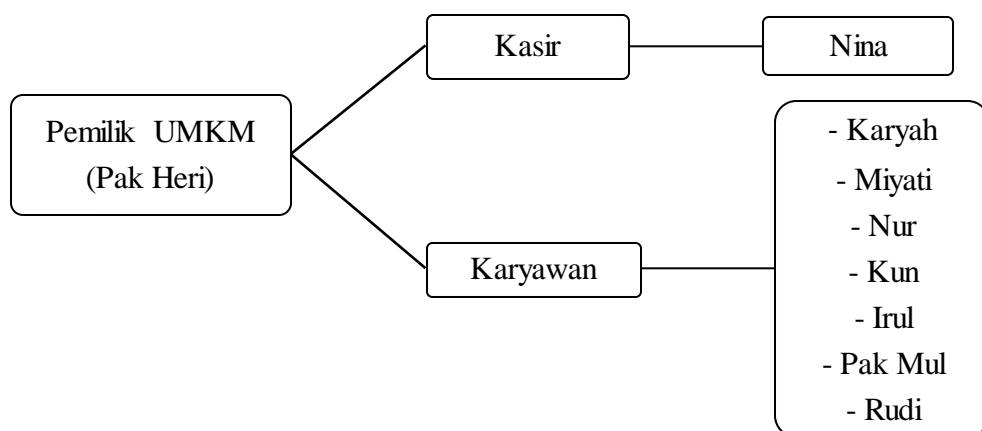 Pemilik UMKM
(Pak Heri)
Kasir
Nina
Karyawan
- Karyah
- Miyati
- Nur
- Kun
- Irul
- Pak Mul
- Rudi